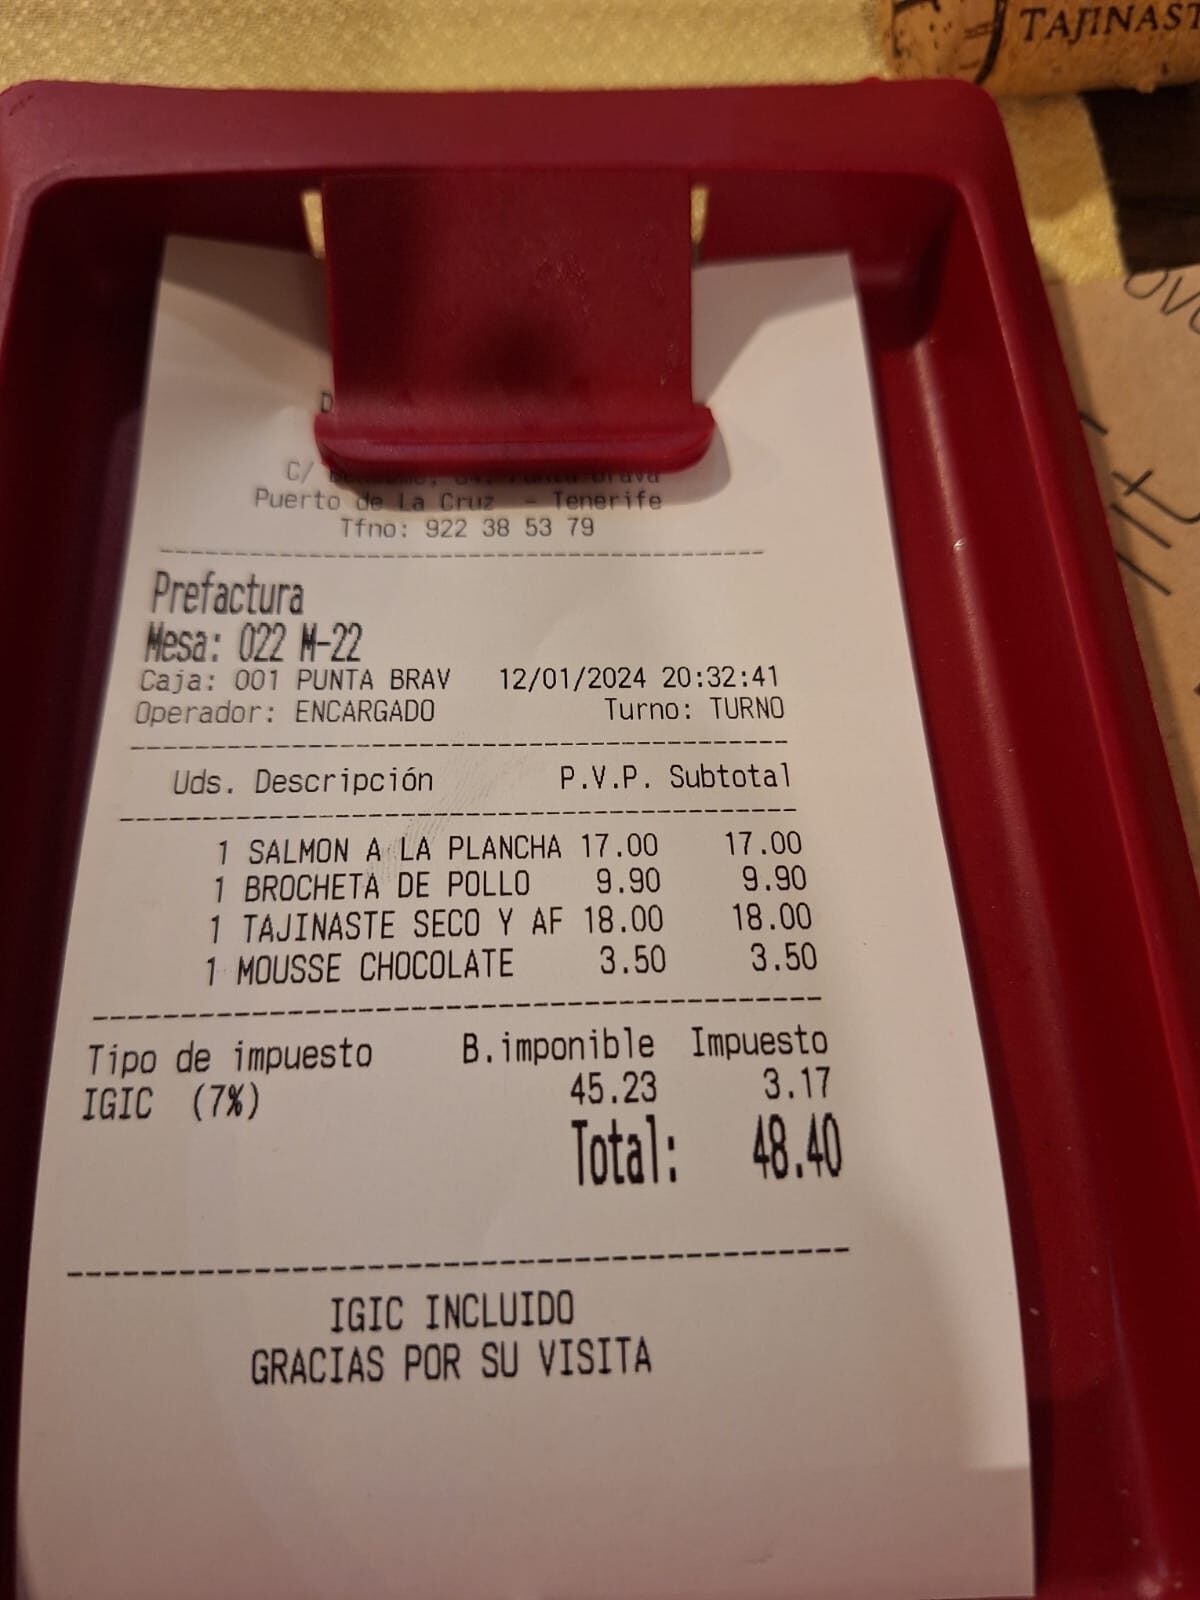 TAJINAST
C/
Puerto de La Cruz - Tenerife
Tfno: 922 38 53 79
Prefactura
Mesa: 022 M-22
Caja: 001 PUNTA BRAV 12/01/2024 20:32:41
Operador: ENCARGADO Turno: TURNO
Uds. Descripción P.V.P. Subtotal
1 SALMON A LA PLANCHA 17.00 17.00
1 BROCHETA DE POLLO 9.90 9.90
1 TAJINASTE SECO Y AF 18.00 18.00
1 MOUSSE CHOCOLATE 3.50 3.50
Tipo de impuesto B.imponible Impuesto
IGIC (7%) 45.23 3.17
Total: 48.40
IGIC INCLUIDO
GRACIAS POR SU VISITA